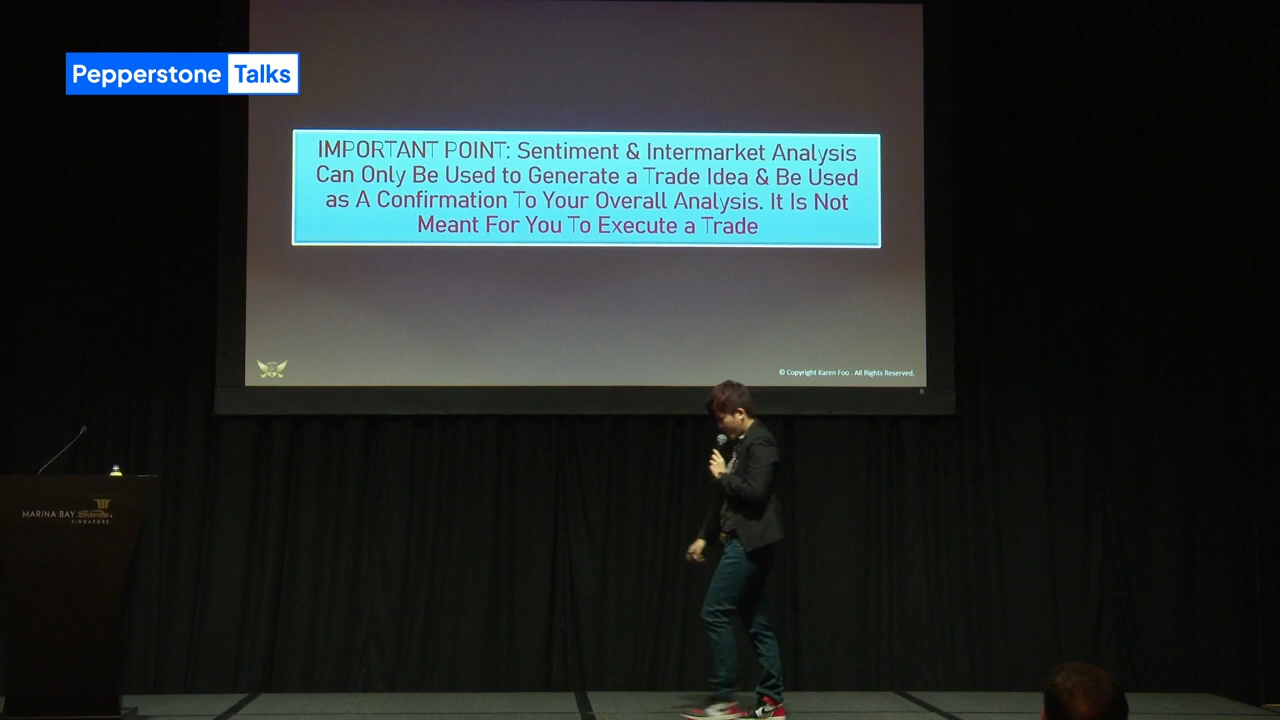 Pepperstone Talks
IMPORTANT POINT: Sentiment & Intermarket Analysis
Can Only Be Used to Generate a Trade Idea & Be Used
as A Confirmation To Your Overall Analysis. It Is Not
Meant For You To Execute a Trade
© Copyright Karen Foo . All Rights Reserved.
MARINA BAY Sands.
SINGAPORE